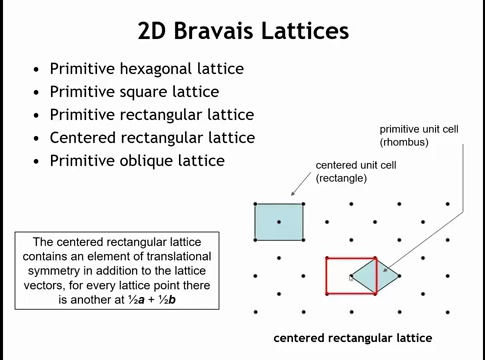 2D Bravais Lattices
• Primitive hexagonal lattice
• Primitive square lattice
• Primitive rectangular lattice
• Centered rectangular lattice
• Primitive oblique lattice
primitive unit cell
(rhombus)
centered unit cell
(rectangle)
The centered rectangular lattice
contains an element of translational
symmetry in addition to the lattice
vectors, for every lattice point there
is another at ½a + ½b
centered rectangular lattice